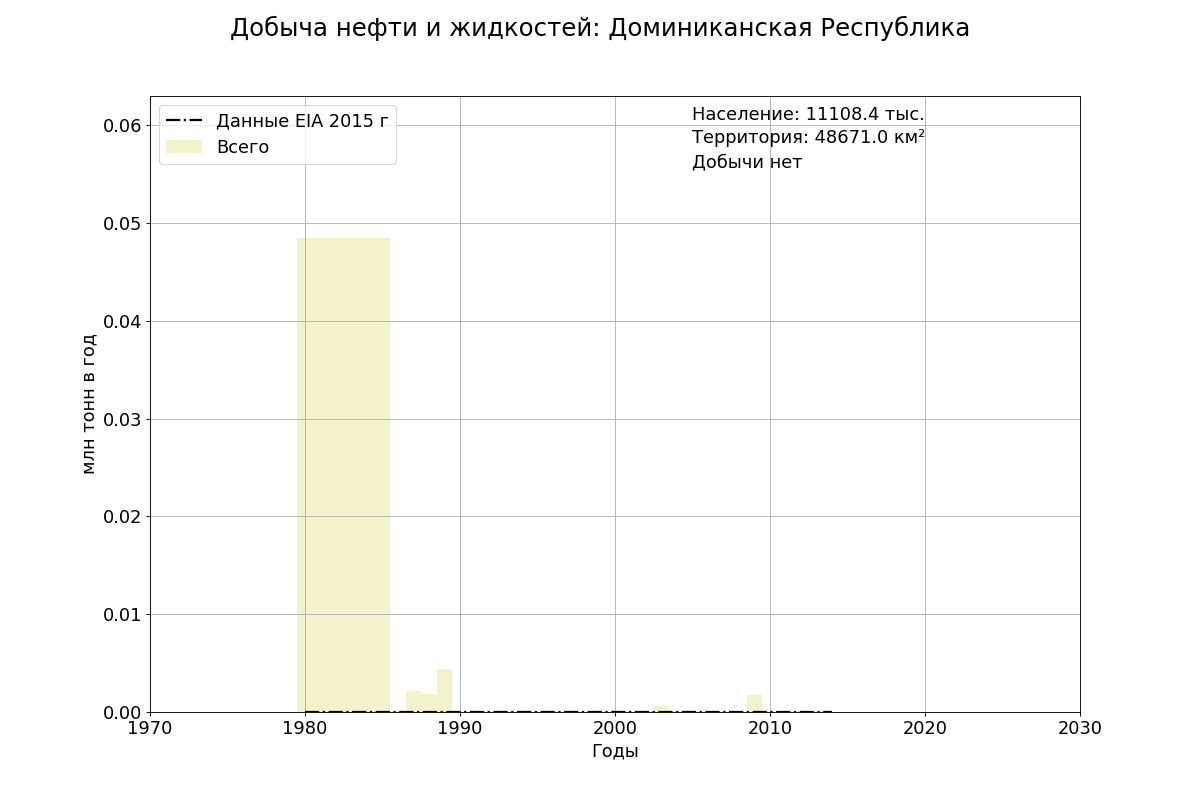 Добыча нефти и жидкостей: Доминиканская Республика
Данные EIA 2015 г
Всего
Население: 11108.4 тыс.
Территория: 48671.0 км²
Добычи нет
0.06
0.05
0.04
0.03
0.02
0.01
0.00
млн тонн в год
1970 1980 1990 2000 2010 2020 2030
Годы